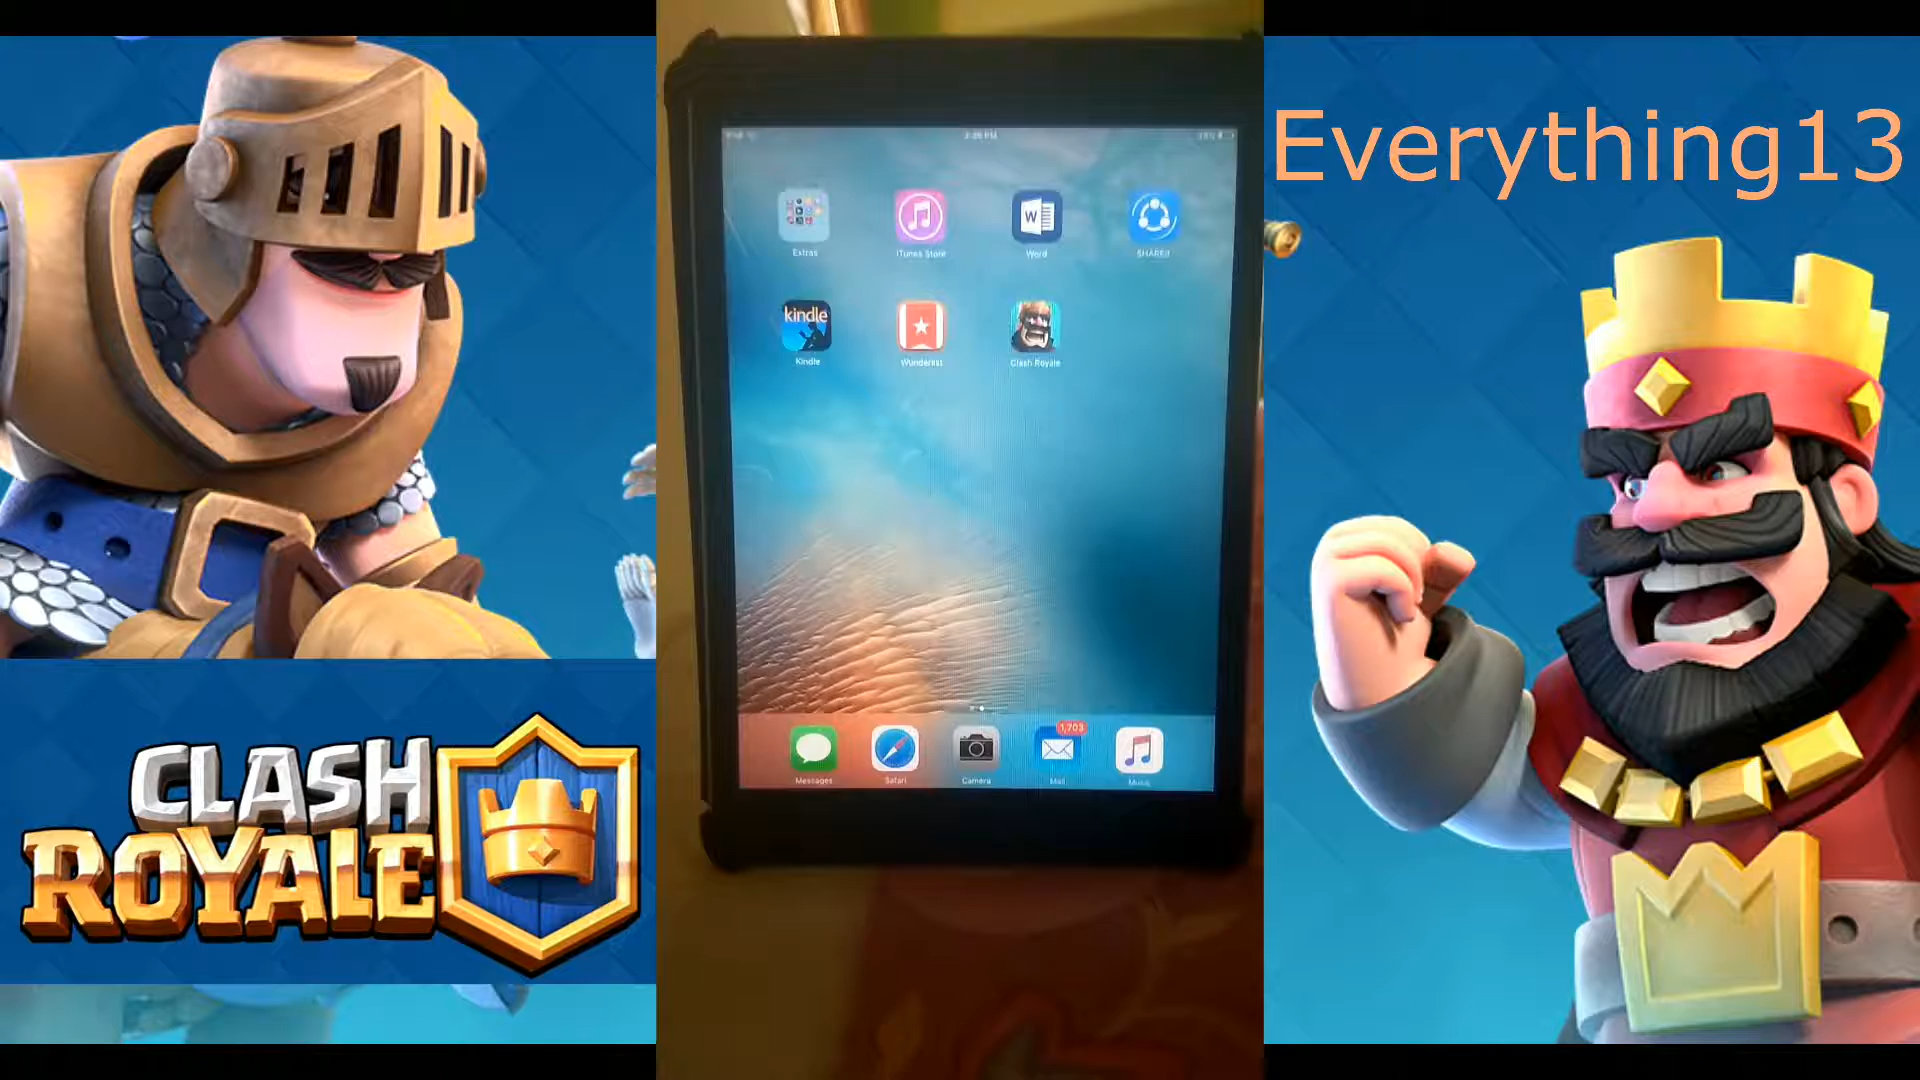 Everything13
CLASH
ROYALE
Extras
iTunes Store
Word
SHAREit
kindle
Kindle
Wunderlist
Clash Royale
1,703
Messages
Safari
Camera
Mail
Music